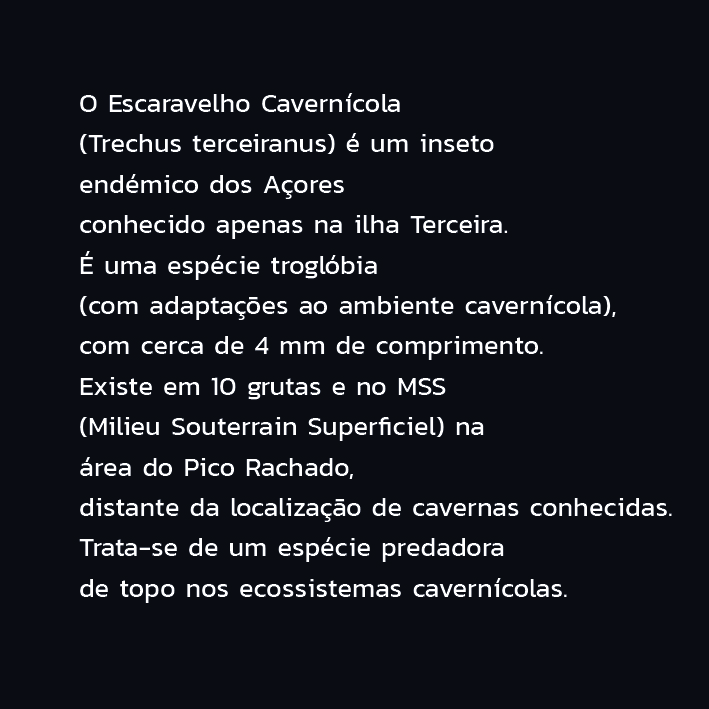 O Escaravelho Cavernícola
(Trechus terceiranus) é um inseto
endémico dos Açores
conhecido apenas na ilha Terceira.
É uma espécie troglóbia
(com adaptações ao ambiente cavernícola),
com cerca de 4 mm de comprimento.
Existe em 10 grutas e no MSS
(Milieu Souterrain Superficiel) na
área do Pico Rachado,
distante da localização de cavernas conhecidas.
Trata-se de um espécie predadora
de topo nos ecossistemas cavernícolas.